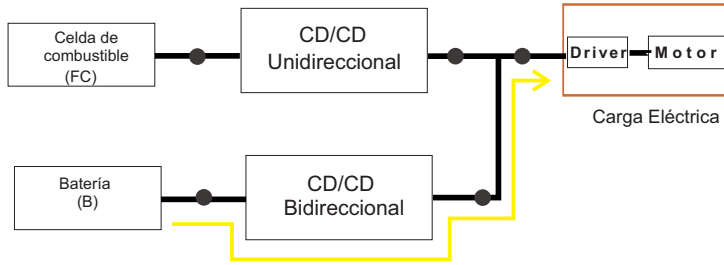 Celda de
combustible
(FC)
CD/CD
Unidireccional
Driver
Motor
Carga Eléctrica
Batería
(B)
CD/CD
Bidireccional